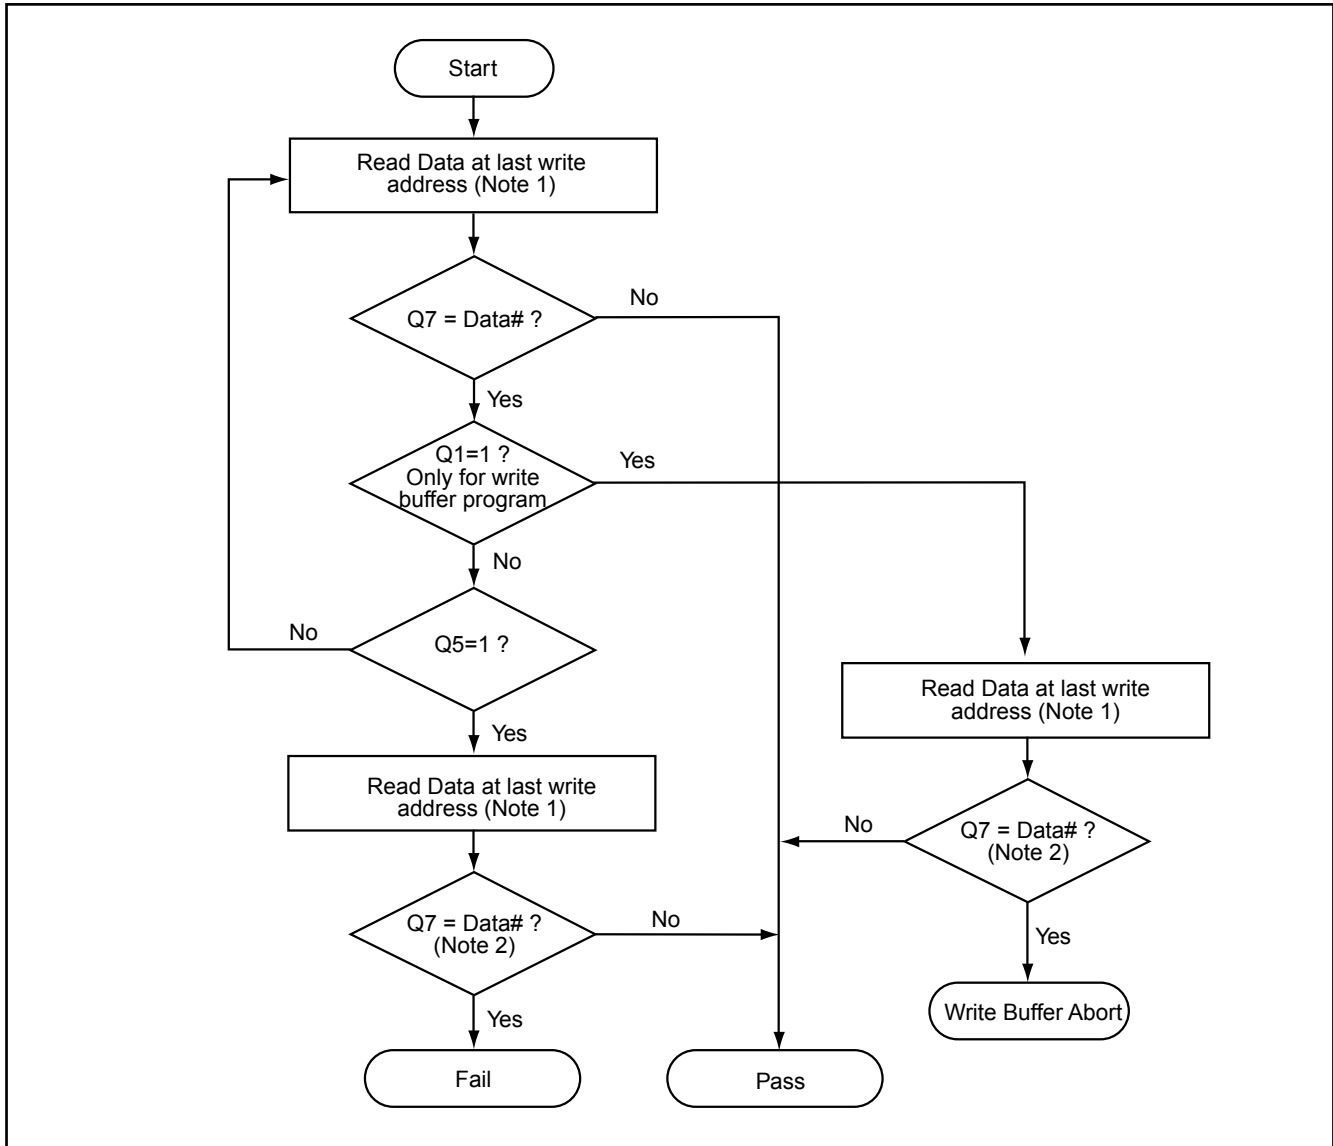 Start
Read Data at last write
address (Note 1)
Q7 = Data# ?
No
Yes
Q1=1 ?
Only for write
buffer program
Yes
No
Q5=1 ?
No
Yes
Read Data at last write
address (Note 1)
Q7 = Data# ?
(Note 2)
No
Yes
Fail
Pass
Read Data at last write
address (Note 1)
Q7 = Data# ?
(Note 2)
No
Yes
Write Buffer Abort